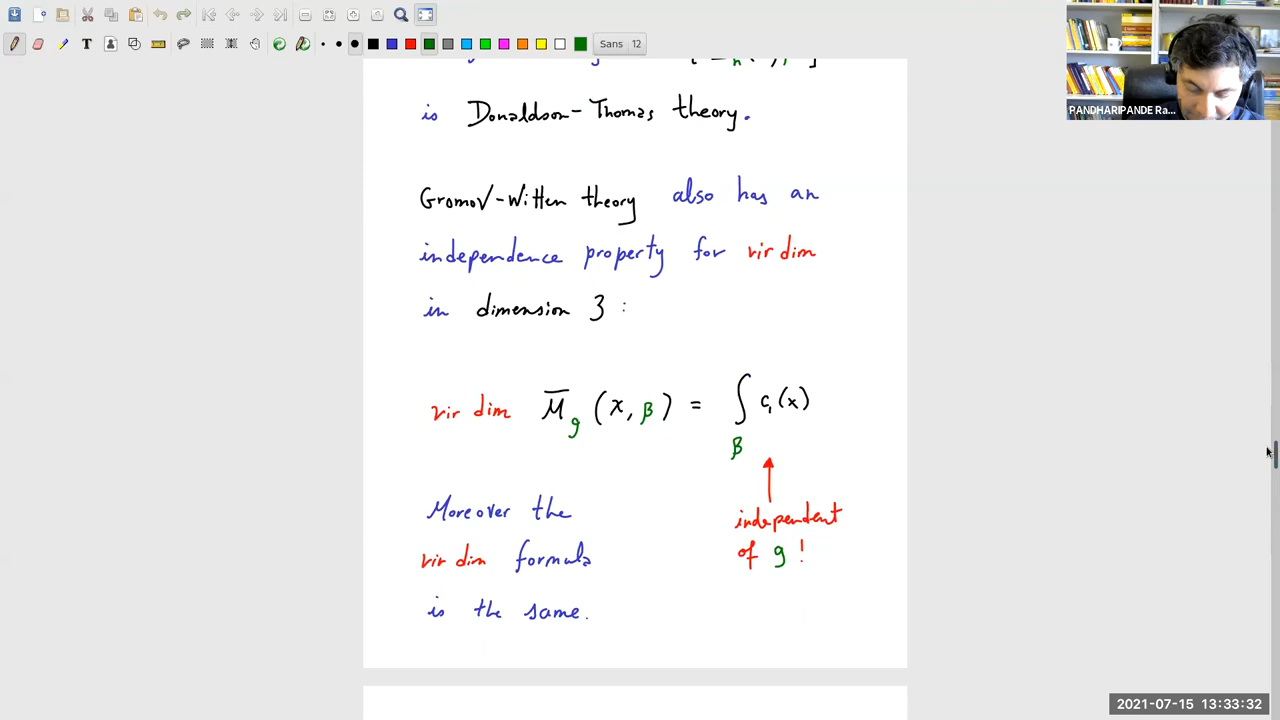 Sans 12
PANDHARIPANDE Ra...
is Donaldson-Thomas theory.
Gromov-Witten theory also has an
independence property for vir dim
in dimension 3 :
vir dim M̅_g (X, β) = ∫_β c₁(X)
Moreover the
vir dim formula
is the same.
independent
of g !
2021-07-15 13:33:32